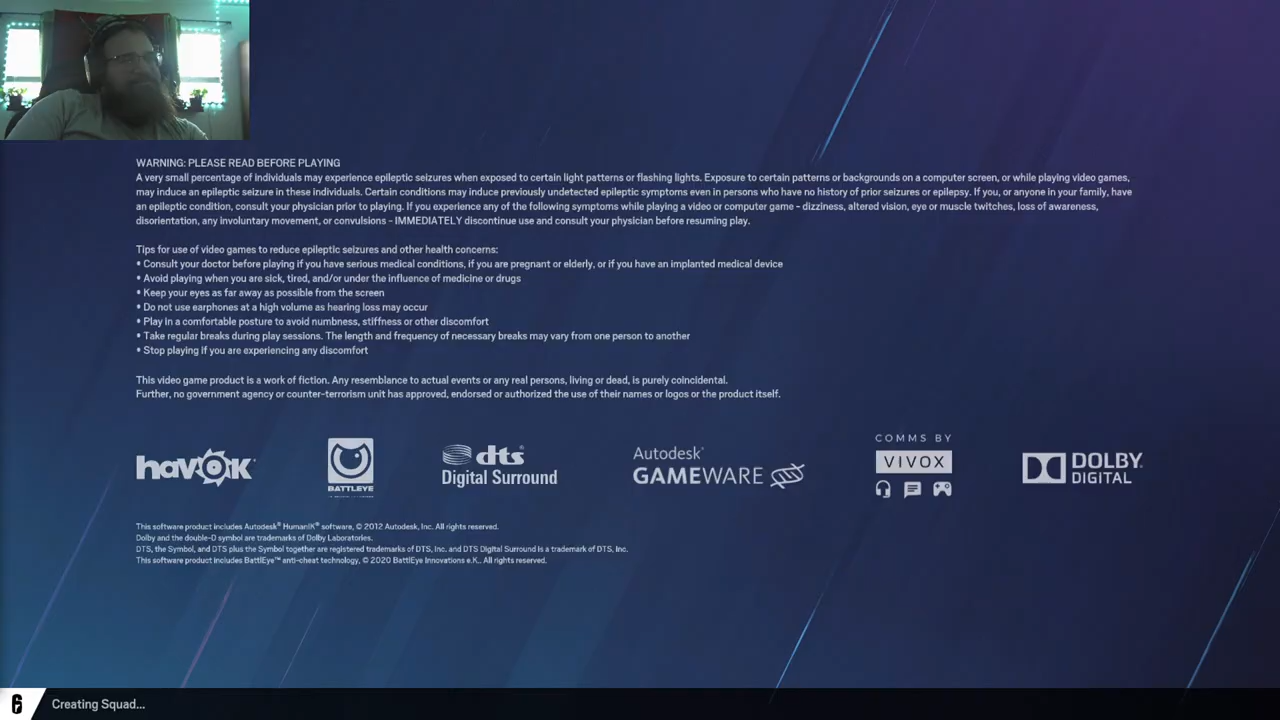 WARNING: PLEASE READ BEFORE PLAYING
A very small percentage of individuals may experience epileptic seizures when exposed to certain light patterns or flashing lights. Exposure to certain patterns or backgrounds on a computer screen, or while playing video games,
may induce an epileptic seizure in these individuals. Certain conditions may induce previously undetected epileptic symptoms even in persons who have no history of prior seizures or epilepsy. If you, or anyone in your family, have
an epileptic condition, consult your physician prior to playing. If you experience any of the following symptoms while playing a video or computer game - dizziness, altered vision, eye or muscle twitches, loss of awareness,
disorientation, any involuntary movement, or convulsions - IMMEDIATELY discontinue use and consult your physician before resuming play.
Tips for use of video games to reduce epileptic seizures and other health concerns:
• Consult your doctor before playing if you have serious medical conditions, if you are pregnant or elderly, or if you have an implanted medical device
• Avoid playing when you are sick, tired, and/or under the influence of medicine or drugs
• Keep your eyes as far away as possible from the screen
• Do not use earphones at a high volume as hearing loss may occur
• Play in a comfortable posture to avoid numbness, stiffness or other discomfort
• Take regular breaks during play sessions. The length and frequency of necessary breaks may vary from one person to another
• Stop playing if you are experiencing any discomfort
This video game product is a work of fiction. Any resemblance to actual events or any real persons, living or dead, is purely coincidental.
Further, no government agency or counter-terrorism unit has approved, endorsed or authorized the use of their names or logos or the product itself.
havok
BATTLEYE
dts
Digital Surround
Autodesk®
GAMEWARE
COMMS BY
VIVOX
DOLBY
DIGITAL
This software product includes Autodesk® HumanIK® software, © 2012 Autodesk, Inc. All rights reserved.
Dolby and the double-D symbol are trademarks of Dolby Laboratories.
DTS, the Symbol, and DTS plus the Symbol together are registered trademarks of DTS, Inc. and DTS Digital Surround is a trademark of DTS, Inc.
This software product includes BattlEye™ anti-cheat technology, © 2020 BattlEye Innovations e.K.. All rights reserved.
6 Creating Squad...